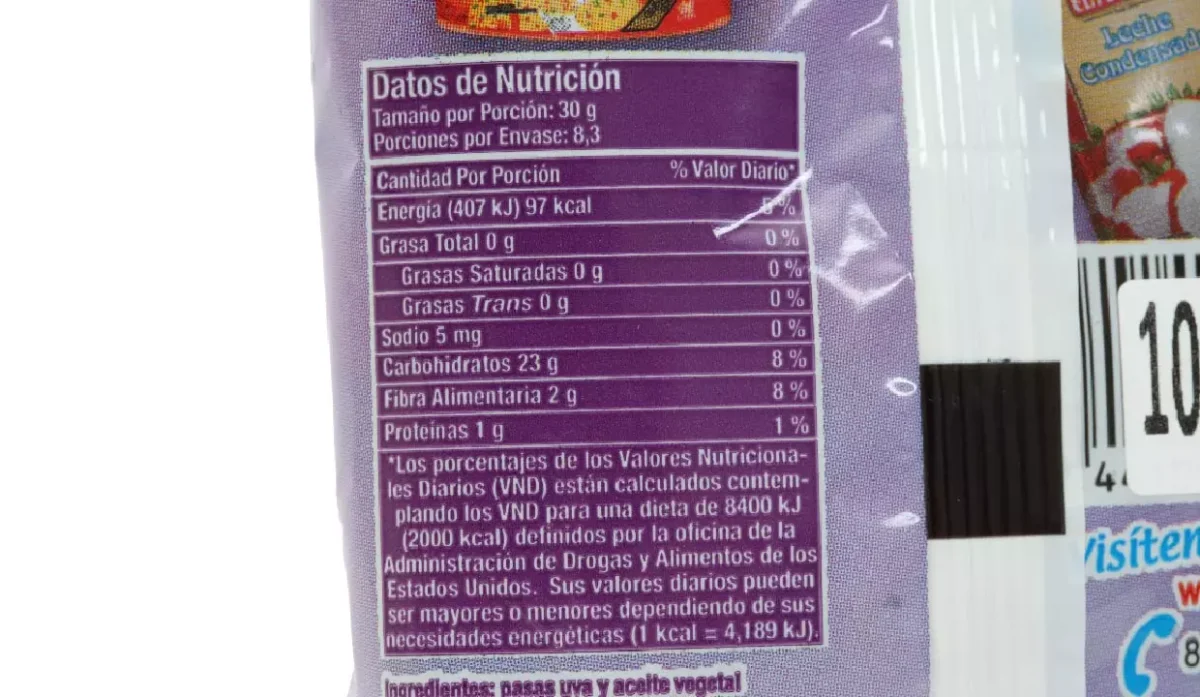 Datos de Nutrición
Tamaño por Porción: 30 g
Porciones por Envase: 8,3
Cantidad Por Porción % Valor Diario*
Energía (407 kJ) 97 kcal 5 %
Grasa Total 0 g 0 %
Grasas Saturadas 0 g 0 %
Grasas Trans 0 g 0 %
Sodio 5 mg 0 %
Carbohidratos 23 g 8 %
Fibra Alimentaria 2 g 8 %
Proteínas 1 g 1 %
*Los porcentajes de los Valores Nutriciona-
les Diarios (VND) están calculados contem-
plando los VND para una dieta de 8400 kJ
(2000 kcal) definidos por la oficina de la
Administración de Drogas y Alimentos de los
Estados Unidos. Sus valores diarios pueden
ser mayores o menores dependiendo de sus
necesidades energéticas (1 kcal = 4,189 kJ).
Ingredientes: pasas uva y aceite vegetal
Leche
Condensad
10
4
Visíten
W
8